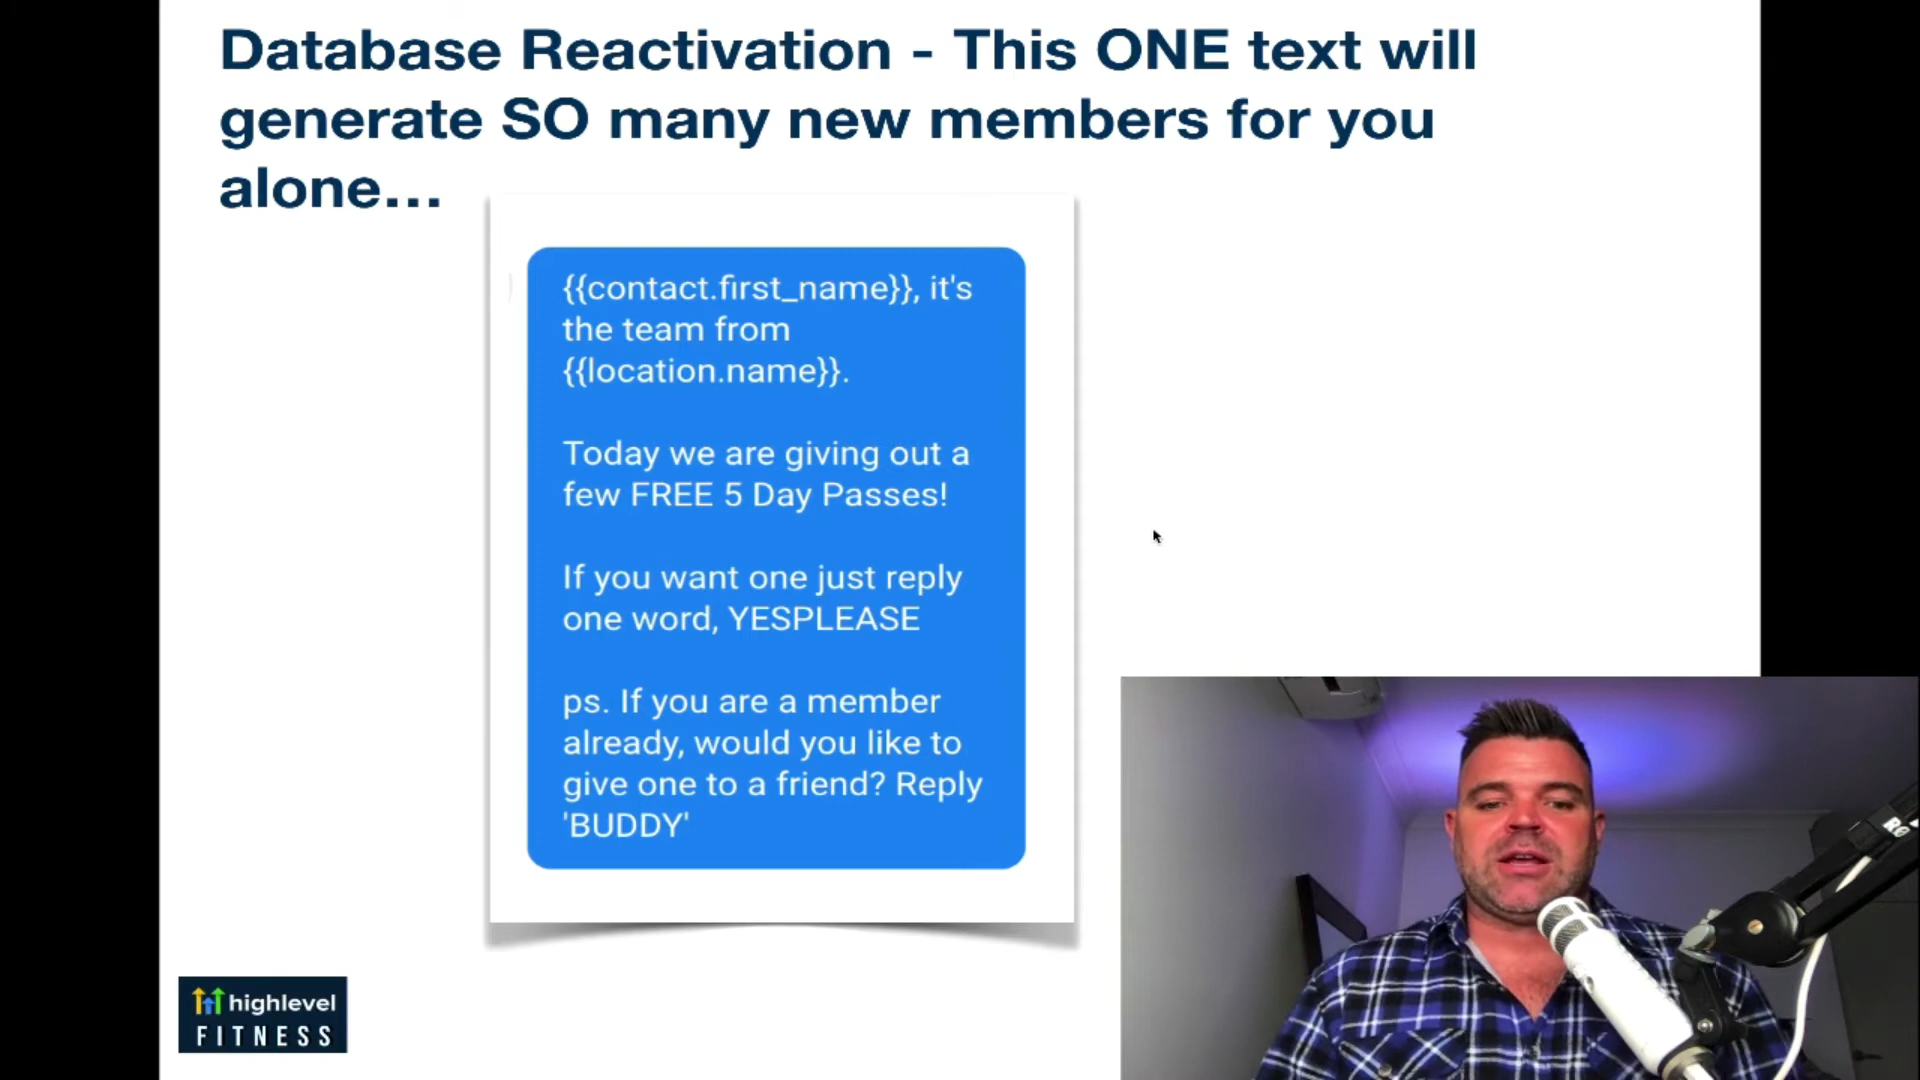 Database Reactivation - This ONE text will
generate SO many new members for you
alone...
{{contact.first_name}}, it's
the team from
{{location.name}}.
Today we are giving out a
few FREE 5 Day Passes!
If you want one just reply
one word, YESPLEASE
ps. If you are a member
already, would you like to
give one to a friend? Reply
'BUDDY'
highlevel
FITNESS